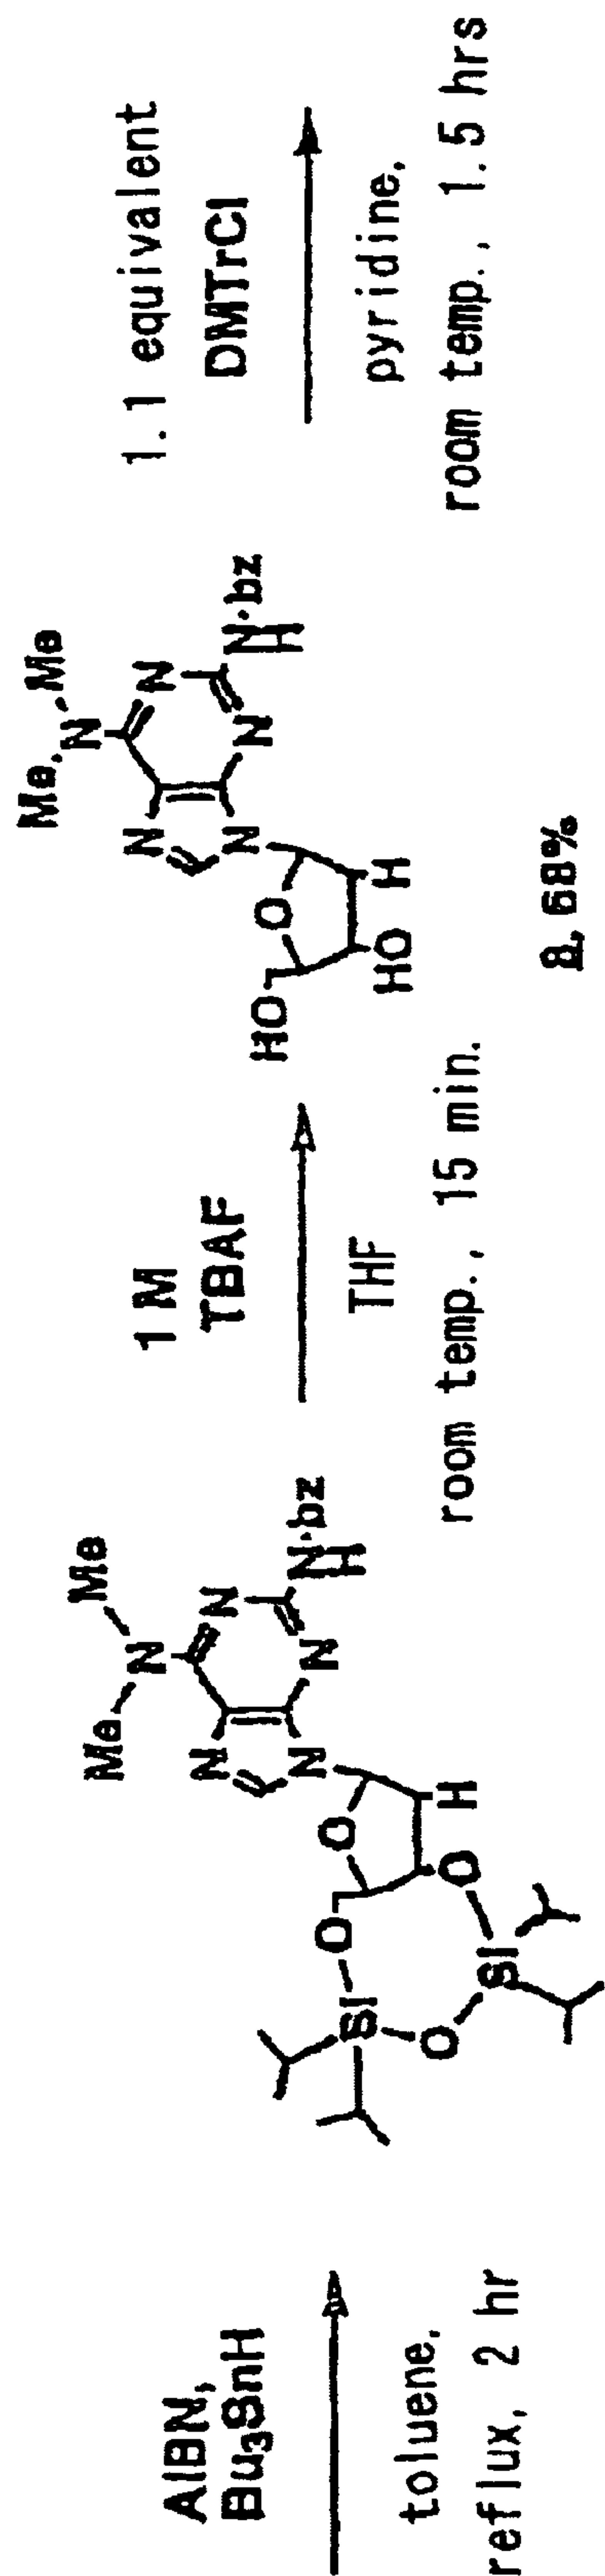 AIBN,
Bu3SnH
toluene,
reflux, 2 hr
Me
Me
N
N
N
N
N
N·bz
H
O
H
O
O
Si
O
Si
1 M
TBAF
THF
room temp., 15 min.
Me
Me
N
N
N
N
N
N·bz
H
O
HO
HO
H
8, 68%
1.1 equivalent
DMTrCl
pyridine,
room temp., 1.5 hrs